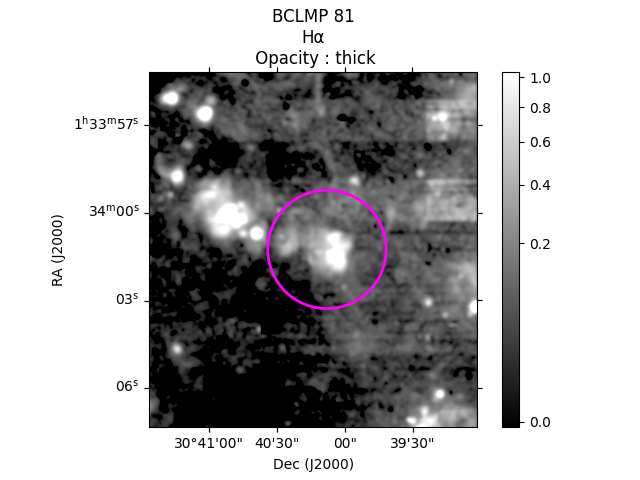 BCLMP 81
Hα
Opacity : thick
1ʰ33ᵐ57ˢ
34ᵐ00ˢ
03ˢ
06ˢ
RA (J2000)
30°41'00" 40'30" 00" 39'30"
Dec (J2000)
1.0
0.8
0.6
0.4
0.2
0.0